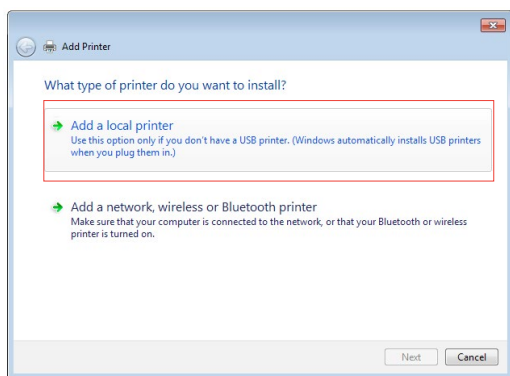 Add Printer
What type of printer do you want to install?
Add a local printer
Use this option only if you don't have a USB printer. (Windows automatically installs USB printers
when you plug them in.)
Add a network, wireless or Bluetooth printer
Make sure that your computer is connected to the network, or that your Bluetooth or wireless
printer is turned on.
Next
Cancel